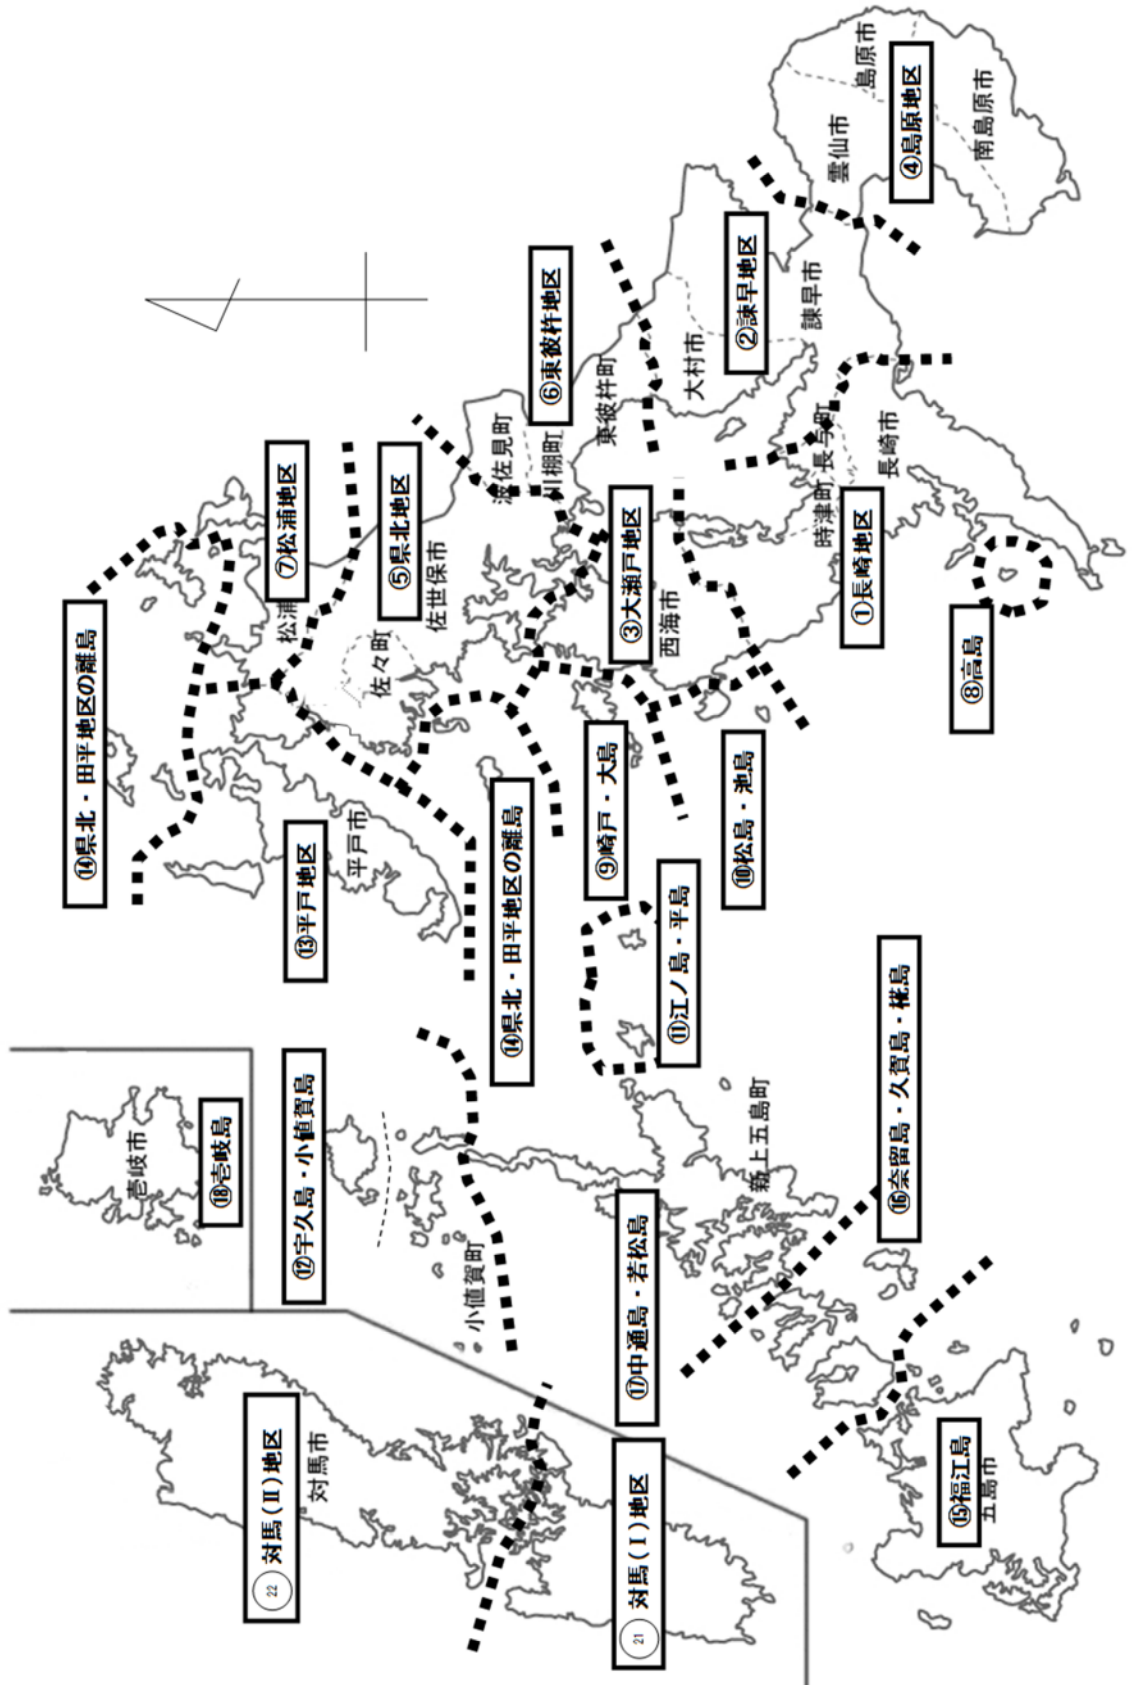 ⑭県北・田平地区の離島
壱岐市
⑱壱岐島
㉒ 対馬(Ⅱ)地区
対馬市
⑫宇久島・小値賀島
⑬平戸地区
松浦
⑦松浦地区
平戸市
佐々町
⑤県北地区
佐世保市
小値賀町
波佐見町
⑭県北・田平地区の離島
川棚町
⑥東彼杵地区
⑨崎戸・大島
東彼杵町
㉑ 対馬(Ⅰ)地区
⑰中通島・若松島
③大瀬戸地区
西海市
⑪江ノ島・平島
大村市
⑩松島・池島
②諫早地区
新上五島町
諫早市
時津町
長与町
雲仙市
①長崎地区
島原市
長崎市
⑯奈留島・久賀島・椛島
④島原地区
⑮福江島
五島市
⑧高島
南島原市